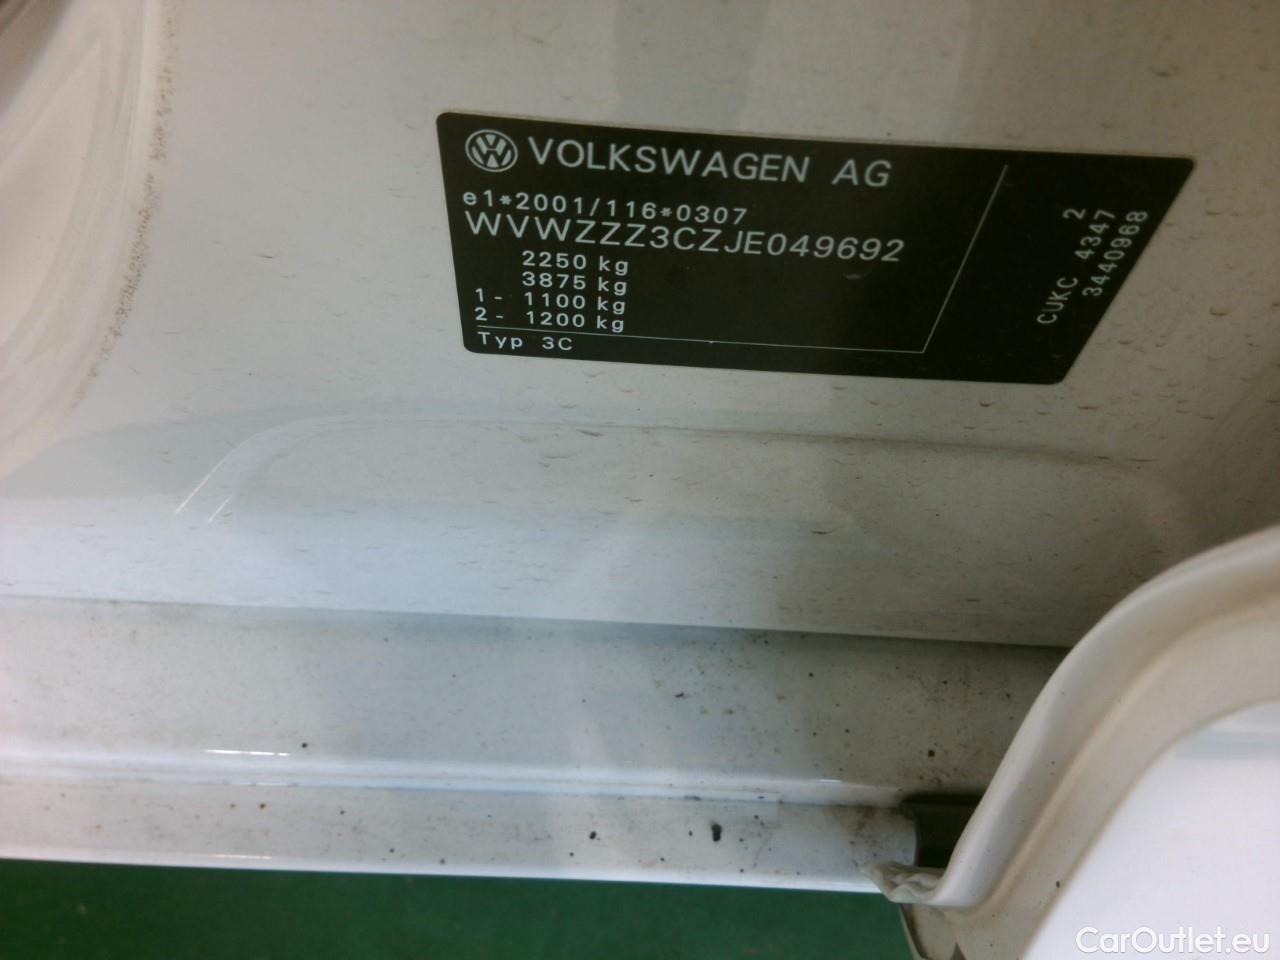 VOLKSWAGEN AG
e1*2001/116*0307
WVWZZZ3CZJE049692
2250 kg
3875 kg
1- 1100 kg
2- 1200 kg
Typ 3C
2
CUKC 4347
3440968
CarOutlet.eu